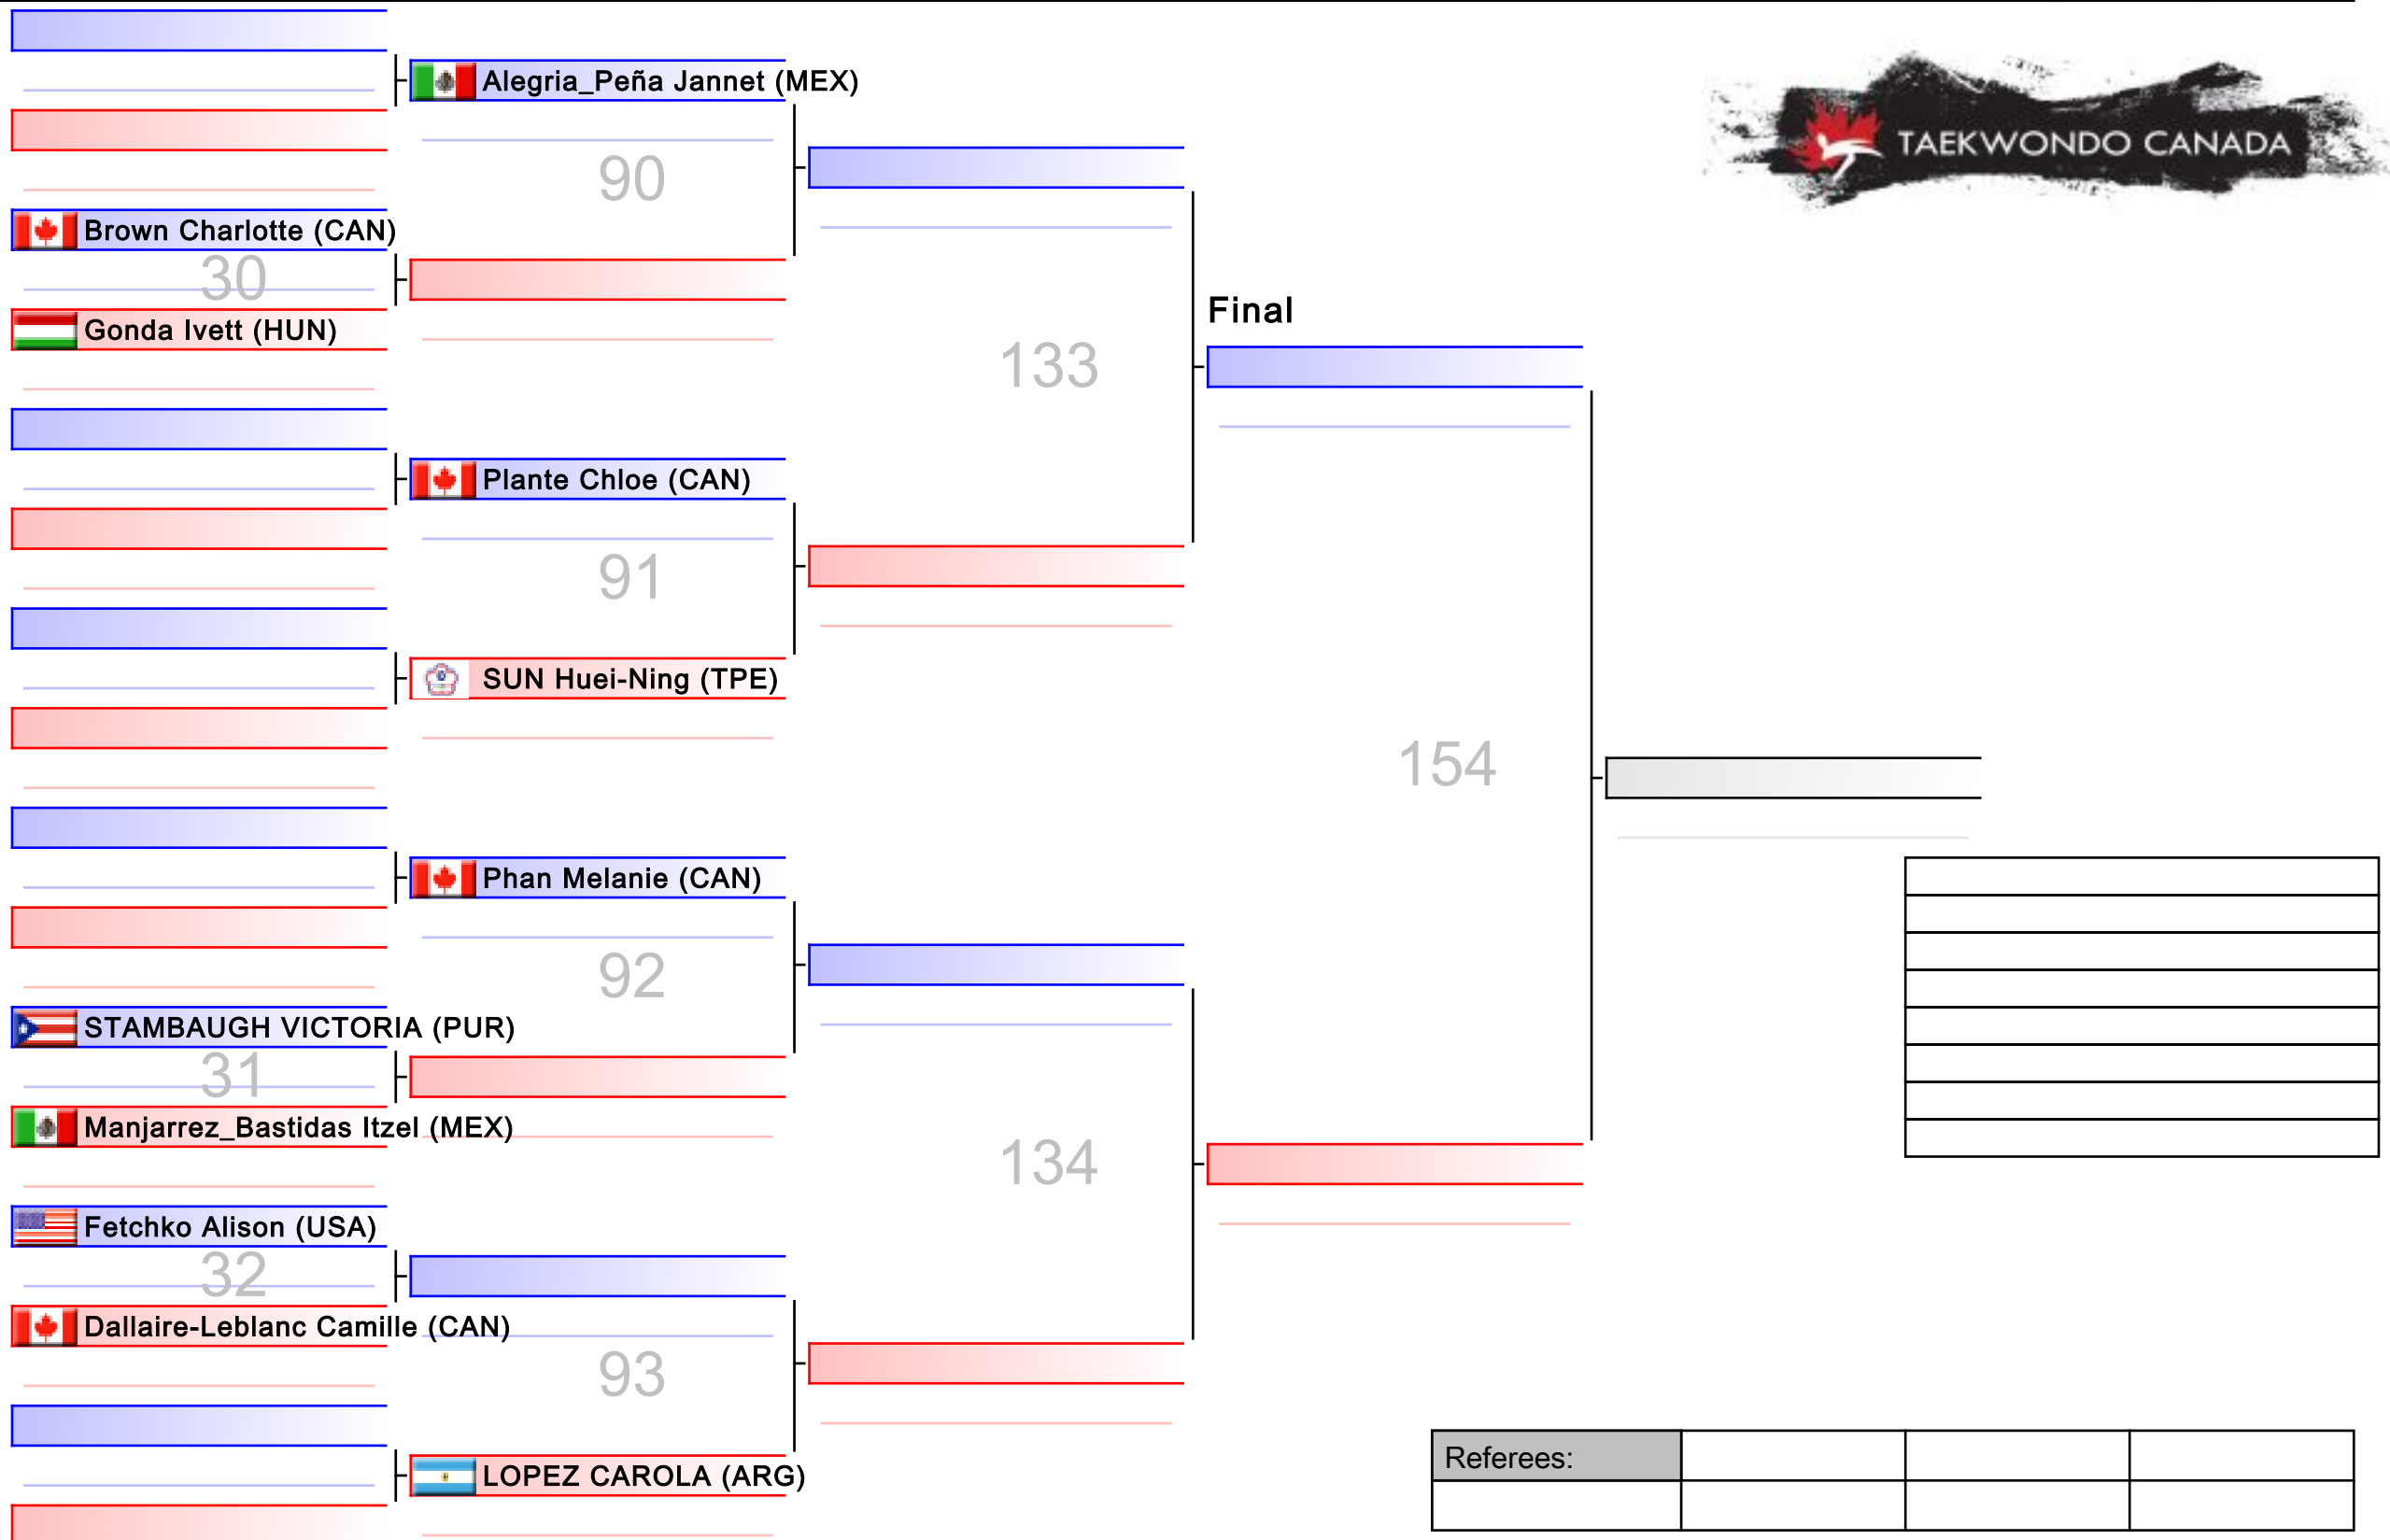 Alegria_Peña Jannet (MEX)
TAEKWONDO CANADA
90
Brown Charlotte (CAN)
30
Gonda Ivett (HUN)
Final
133
Plante Chloe (CAN)
91
SUN Huei-Ning (TPE)
154
Phan Melanie (CAN)
92
STAMBAUGH VICTORIA (PUR)
31
Manjarrez_Bastidas Itzel (MEX)
134
Fetchko Alison (USA)
32
Dallaire-Leblanc Camille (CAN)
93
LOPEZ CAROLA (ARG)
Referees: